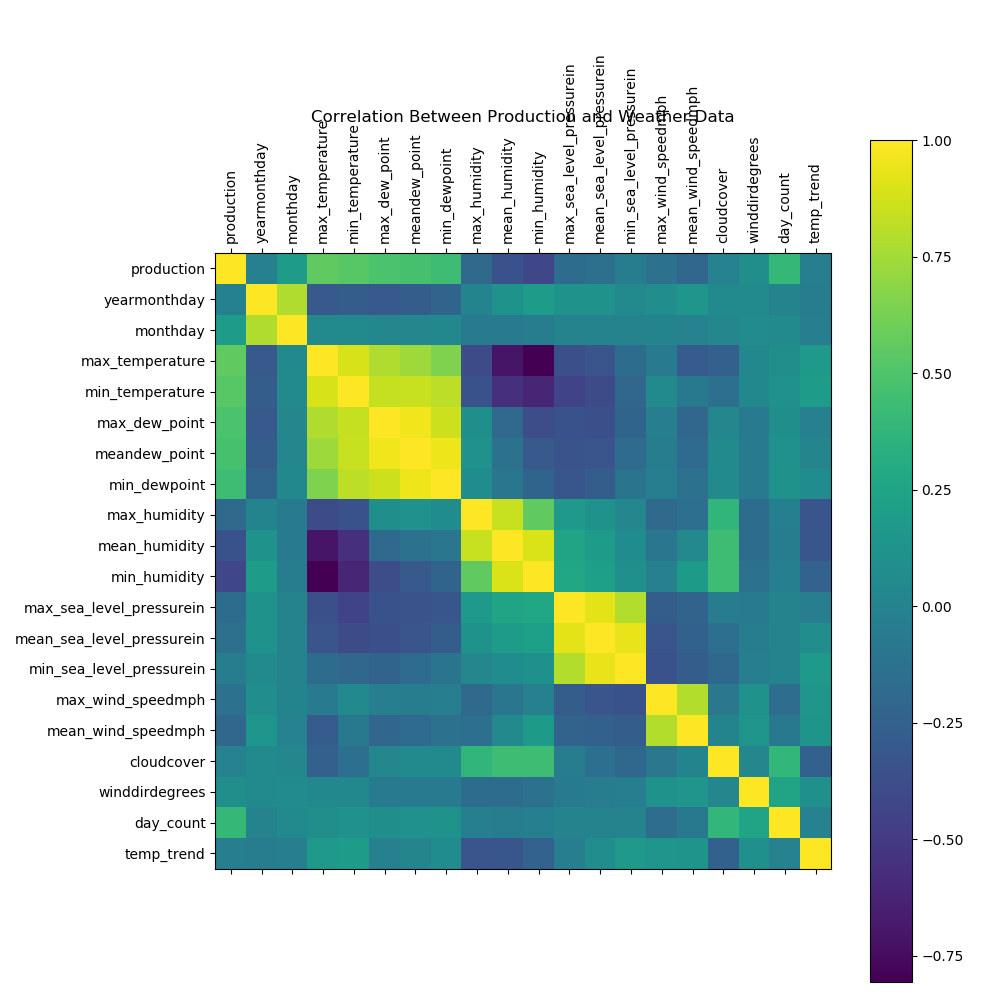 Correlation Between Production and Weather Data
production
yearmonthday
monthday
max_temperature
min_temperature
max_dew_point
meandew_point
min_dewpoint
max_humidity
mean_humidity
min_humidity
max_sea_level_pressurein
mean_sea_level_pressurein
min_sea_level_pressurein
max_wind_speedmph
mean_wind_speedmph
cloudcover
winddirdegrees
day_count
temp_trend
production
yearmonthday
monthday
max_temperature
min_temperature
max_dew_point
meandew_point
min_dewpoint
max_humidity
mean_humidity
min_humidity
max_sea_level_pressurein
mean_sea_level_pressurein
min_sea_level_pressurein
max_wind_speedmph
mean_wind_speedmph
cloudcover
winddirdegrees
day_count
temp_trend
1.00
0.75
0.50
0.25
0.00
−0.25
−0.50
−0.75